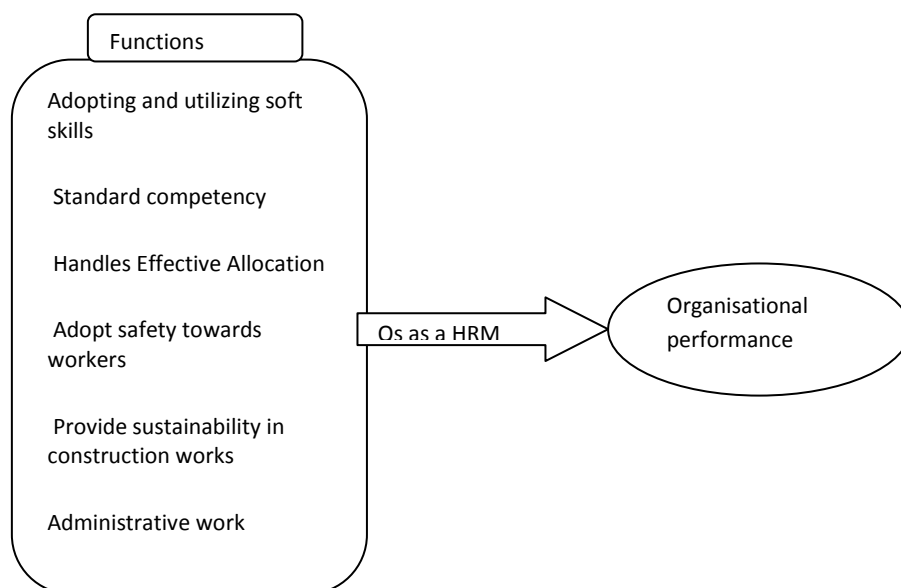 Functions
Adopting and utilizing soft
skills
Standard competency
Handles Effective Allocation
Adopt safety towards
workers
Provide sustainability in
construction works
Administrative work
Qs as a HRM
Organisational
performance